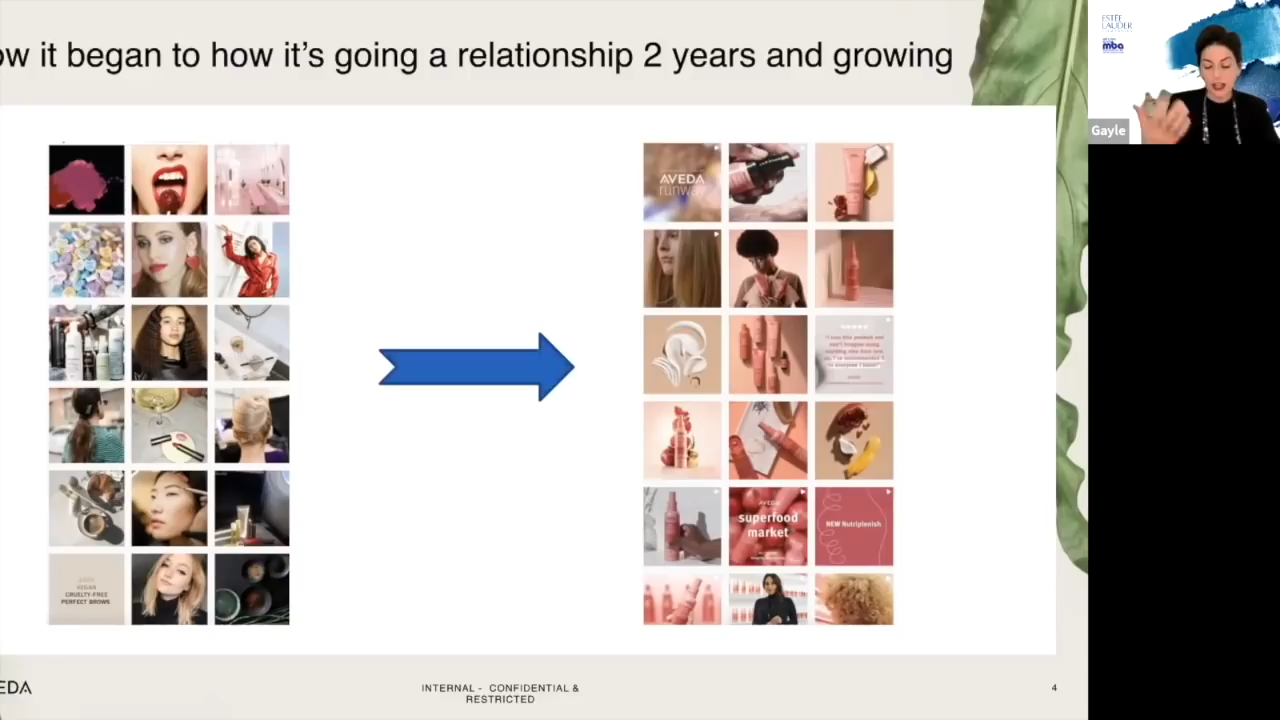 ow it began to how it's going a relationship 2 years and growing
ESTĒE
LAUDER
mba
Gayle
AVEDA
runway
VEGAN
CRUELTY-FREE
PERFECT BROWS
AVEDA
superfood
market
NEW Nutriplenish
EDA
INTERNAL - CONFIDENTIAL &
RESTRICTED
4